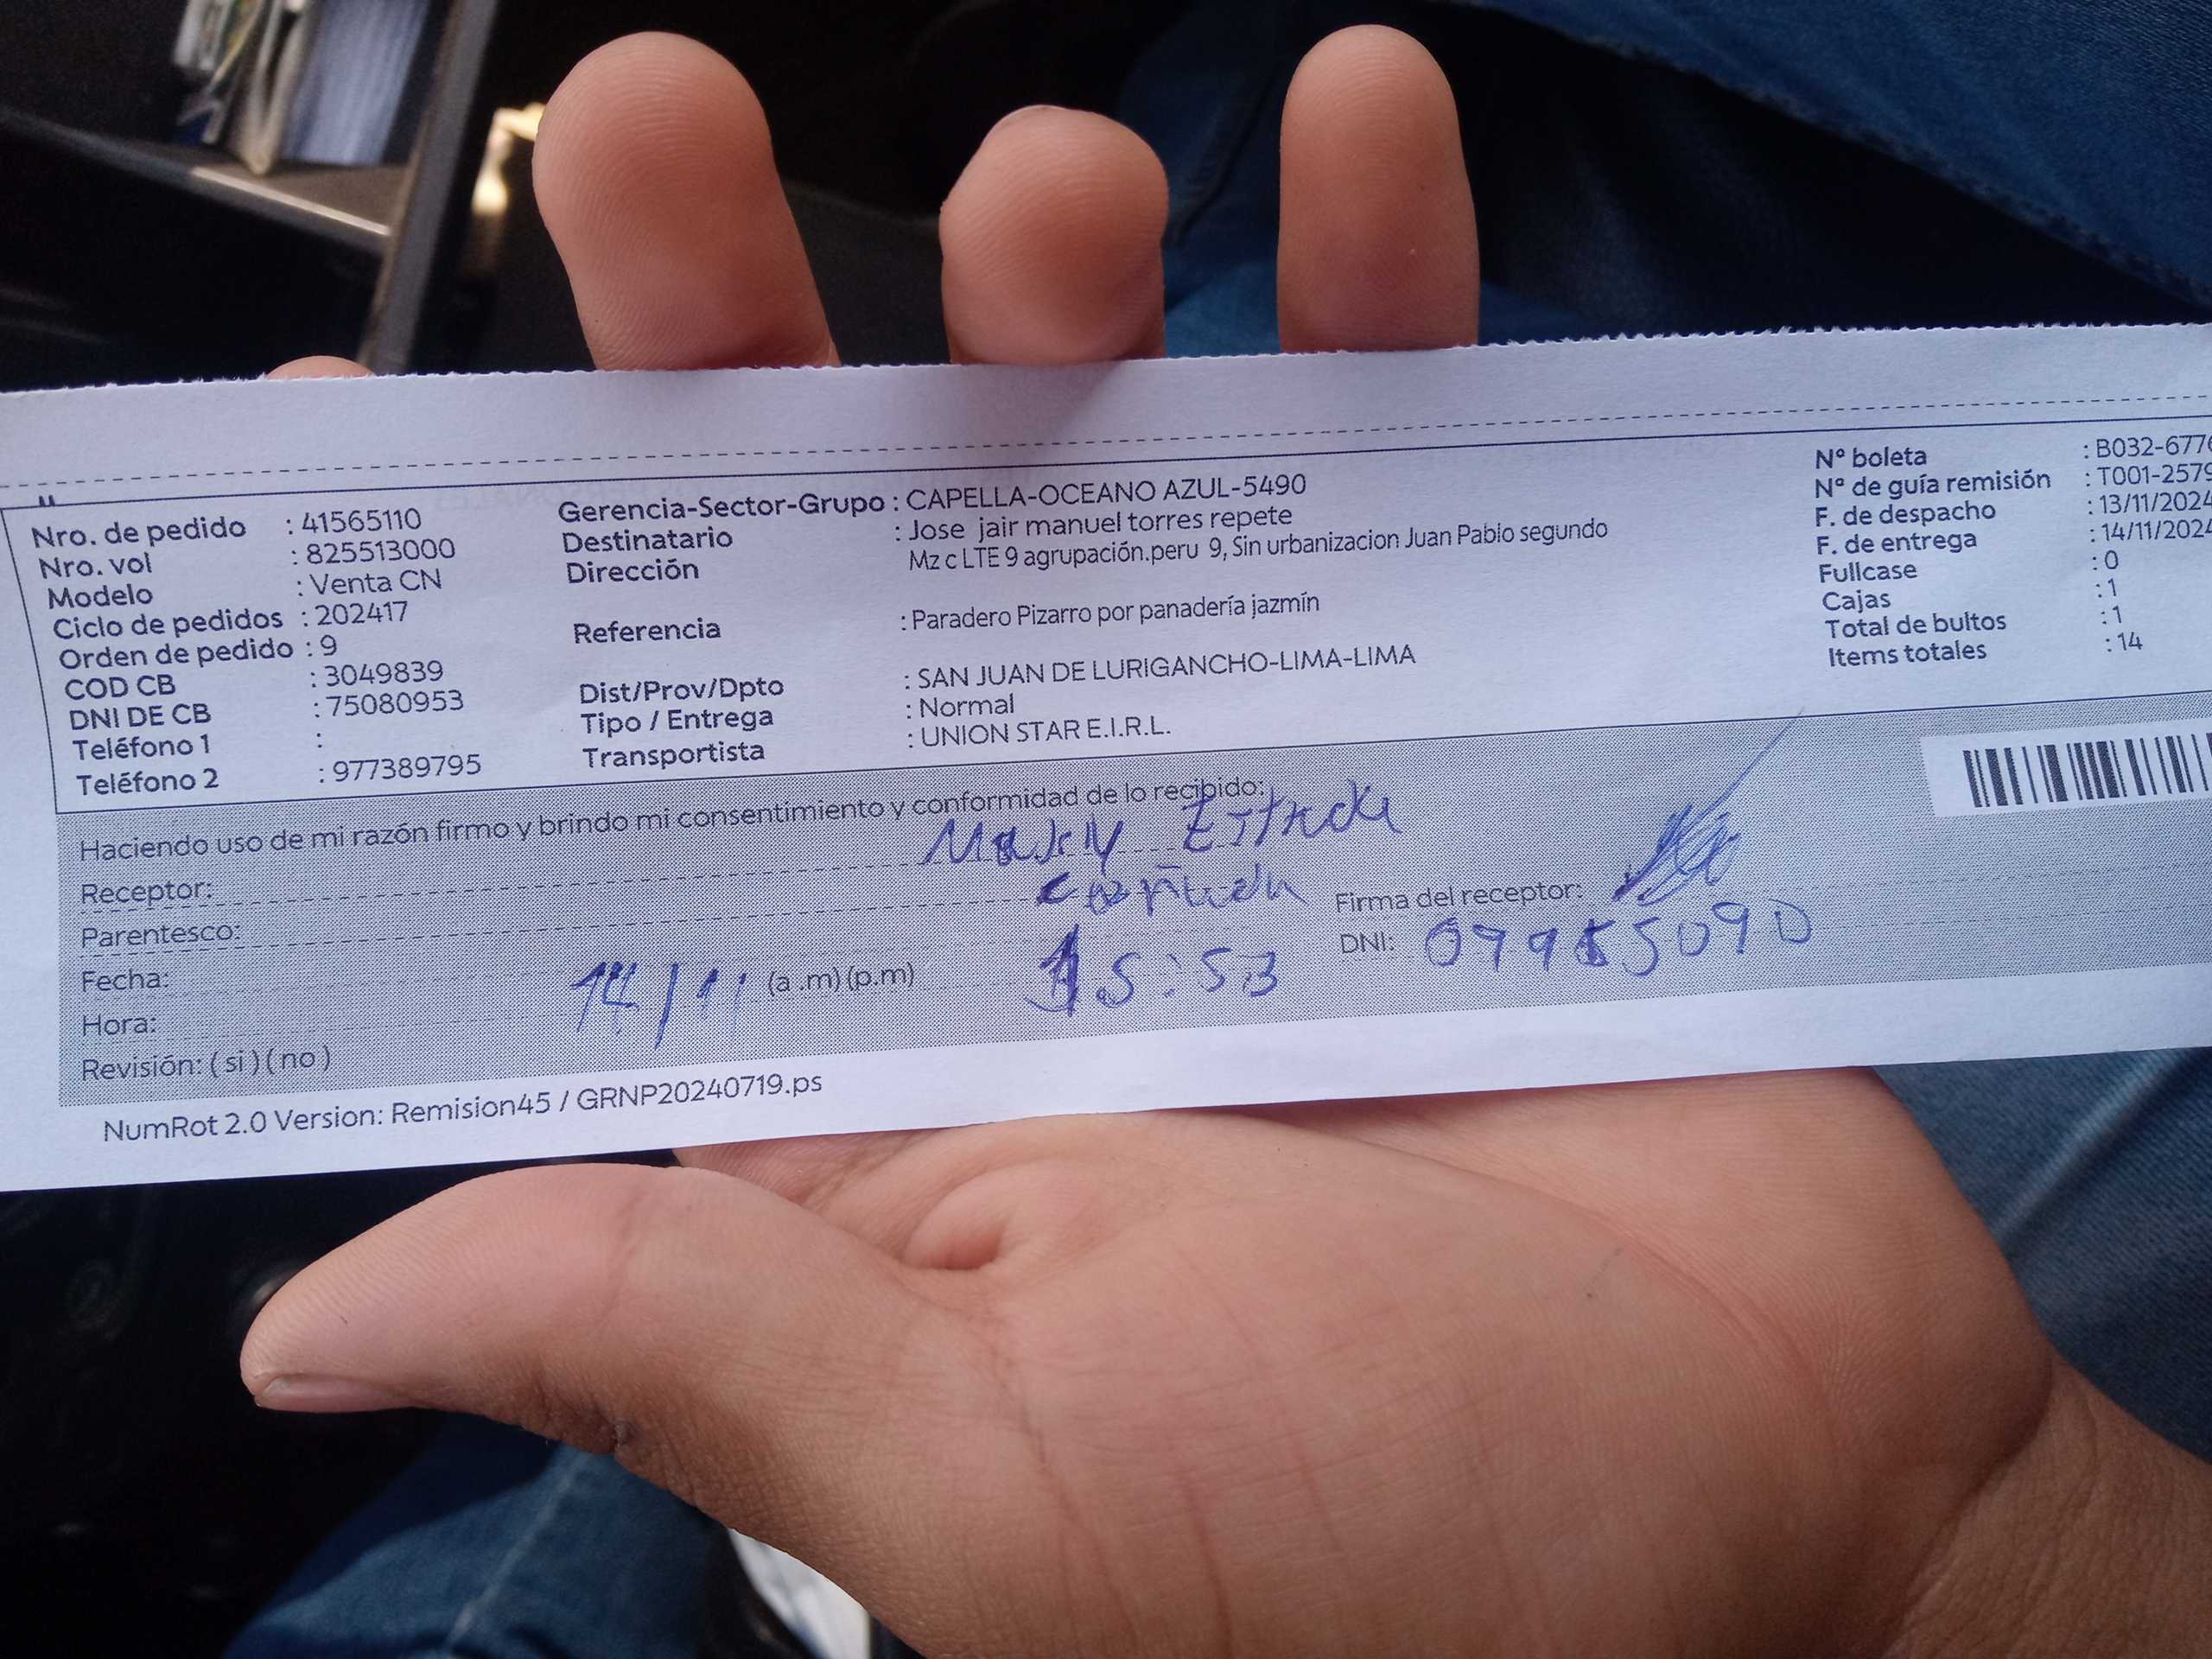 Nro. de pedido : 41565110
Nro. vol : 825513000
Modelo : Venta CN
Ciclo de pedidos : 202417
Orden de pedido : 9
COD CB : 3049839
DNI DE CB : 75080953
Teléfono 1 :
Teléfono 2 : 977389795
Gerencia-Sector-Grupo : CAPELLA-OCEANO AZUL-5490
Destinatario : Jose jair manuel torres repete
Dirección Mz c LTE 9 agrupación.peru 9, Sin urbanizacion Juan Pablo segundo
Referencia : Paradero Pizarro por panadería jazmín
Dist/Prov/Dpto : SAN JUAN DE LURIGANCHO-LIMA-LIMA
Tipo / Entrega : Normal
Transportista : UNION STAR E.I.R.L.
Nº boleta : B032-677
Nº de guía remisión : T001-2579
F. de despacho : 13/11/2024
F. de entrega : 14/11/2024
Fullcase : 0
Cajas : 1
Total de bultos : 1
Items totales : 14
Haciendo uso de mi razón firmo y brindo mi consentimiento y conformidad de lo recibido:
Receptor:
Parentesco: Firma del receptor:
Fecha: 14/11 (a .m) (p.m) 15:53 DNI:
Hora:
Revisión: ( si ) ( no )
NumRot 2.0 Version: Remision45 / GRNP20240719.ps